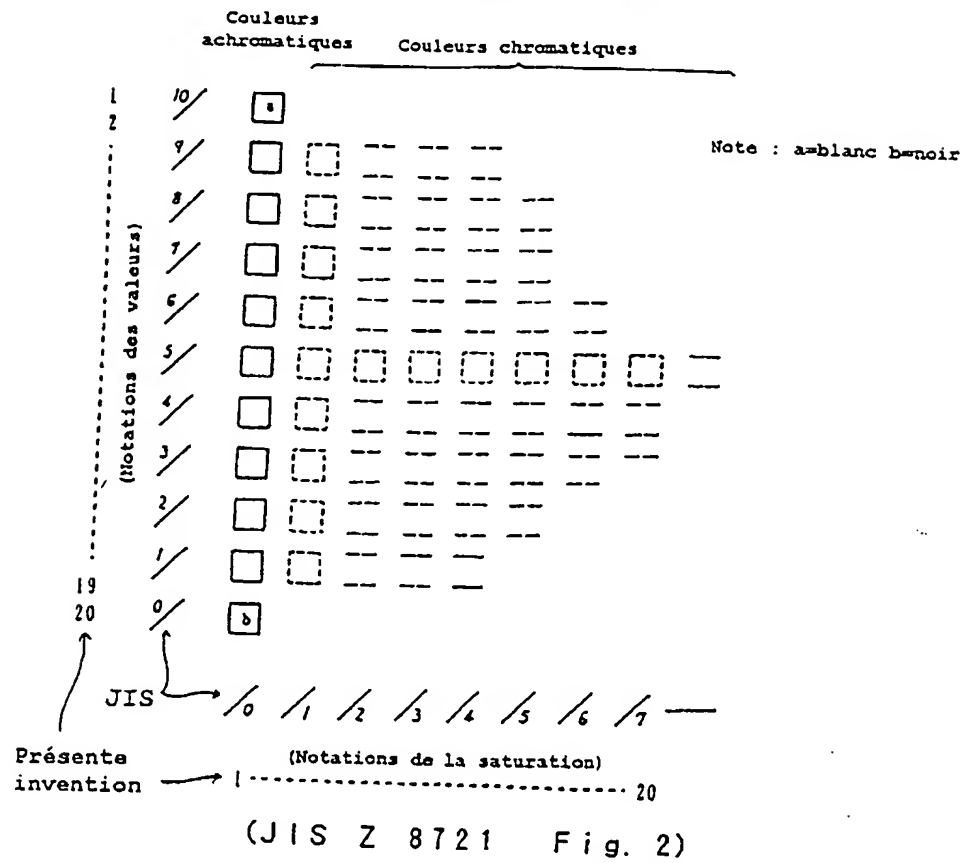 Couleurs
achromatiques
Couleurs chromatiques
1
2
10/
a
Note : a=blanc b=noir
9/
8/
7/
6/
5/
4/
3/
2/
1/
(Notations des valeurs)
19
20
0/
b
JIS
/0 /1 /2 /3 /4 /5 /6 /7
Présente
invention
(Notations de la saturation)
1 20
(JIS Z 8721 Fig. 2)